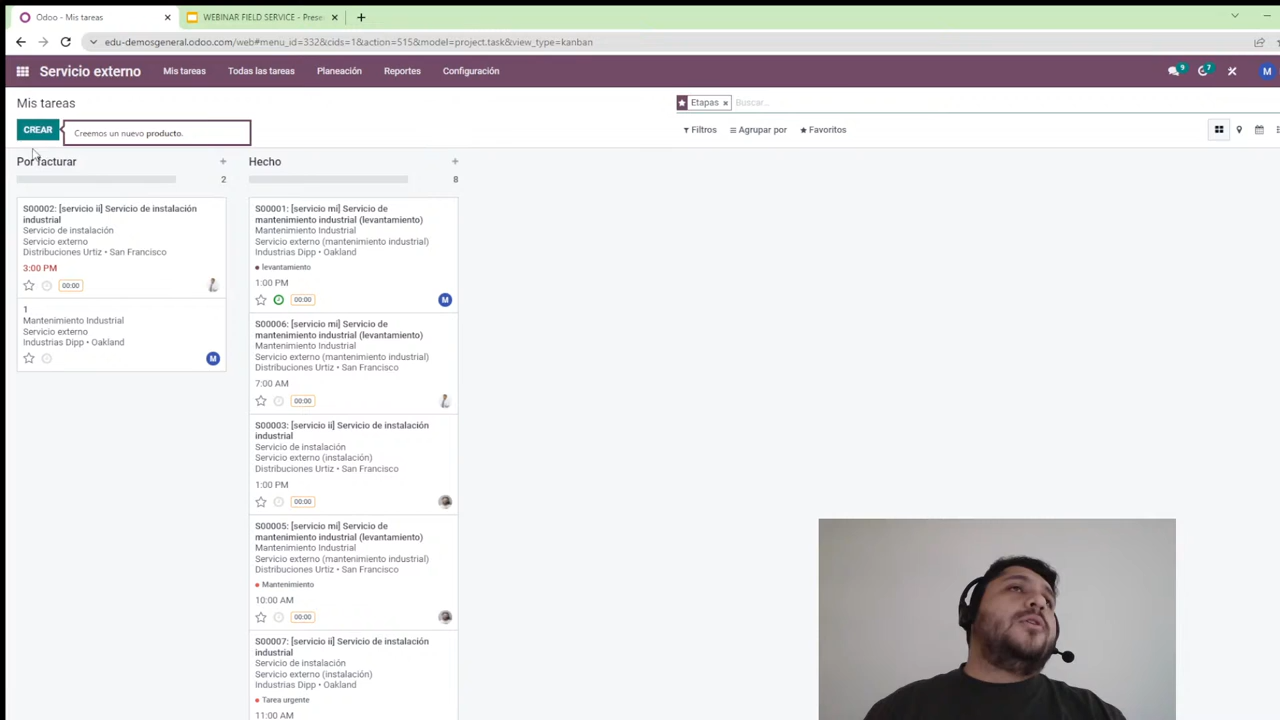 Odoo - Mis tareas
WEBINAR FIELD SERVICE - Prese
edu-demosgeneral.odoo.com/web#menu_id=332&cids=1&action=515&model=project.task&view_type=kanban
Servicio externo
Mis tareas
Todas las tareas
Planeación
Reportes
Configuración
9
7
M
Mis tareas
Etapas
Buscar...
CREAR
Creemos un nuevo producto.
Filtros
Agrupar por
Favoritos
Por facturar
2
S00002: [servicio ii] Servicio de instalación
industrial
Servicio de instalación
Servicio externo
Distribuciones Urtiz • San Francisco
3:00 PM
00:00
1
Mantenimiento Industrial
Servicio externo
Industrias Dipp • Oakland
M
Hecho
8
S00001: [servicio mi] Servicio de
mantenimiento industrial (levantamiento)
Mantenimiento Industrial
Servicio externo (mantenimiento industrial)
Industrias Dipp • Oakland
levantamiento
1:00 PM
00:00
M
S00006: [servicio mi] Servicio de
mantenimiento industrial (levantamiento)
Mantenimiento Industrial
Servicio externo (mantenimiento industrial)
Distribuciones Urtiz • San Francisco
7:00 AM
00:00
S00003: [servicio ii] Servicio de instalación
industrial
Servicio de instalación
Servicio externo (instalación)
Distribuciones Urtiz • San Francisco
1:00 PM
00:00
S00005: [servicio mi] Servicio de
mantenimiento industrial (levantamiento)
Mantenimiento Industrial
Servicio externo (mantenimiento industrial)
Distribuciones Urtiz • San Francisco
Mantenimiento
10:00 AM
00:00
S00007: [servicio ii] Servicio de instalación
industrial
Servicio de instalación
Servicio externo (instalación)
Industrias Dipp • Oakland
Tarea urgente
11:00 AM